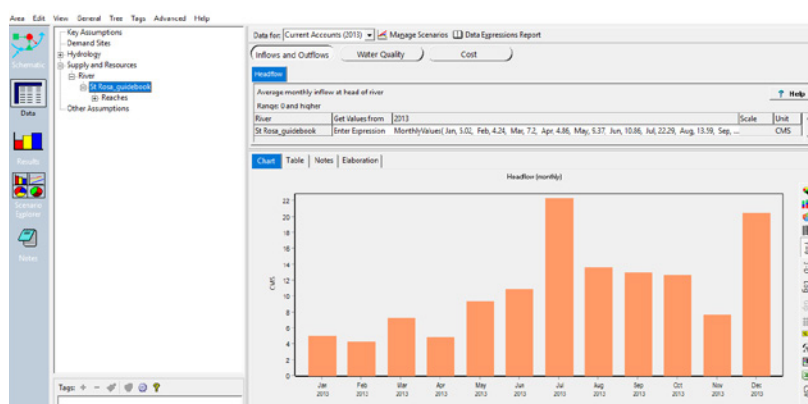 Area Edit View General Tree Tags Advanced Help
Schematic
Data
Results
Scenario Explorer
Notes
Key Assumptions
Demand Sites
Hydrology
Supply and Resources
River
St Rosa_guidebook
Reaches
Other Assumptions
Tags:
Data for: Current Accounts (2013) Manage Scenarios Data Expressions Report
Inflows and Outflows Water Quality Cost
Headflow
Average monthly inflow at head of river
Range: 0 and higher
? Help
River Get Values from 2013 Scale Unit
St Rosa_guidebook Enter Expression MonthlyValues( Jan, 5.02, Feb, 4.24, Mar, 7.2, Apr, 4.86, May, 9.37, Jun, 10.86, Jul, 22.29, Aug, 13.59, Sep, ... CMS
Chart Table Notes Elaboration
Headflow (monthly)
CMS
22
20
18
16
14
12
10
8
6
4
2
0
Jan Feb Mar Apr May Jun Jul Aug Sep Oct Nov Dec
2013 2013 2013 2013 2013 2013 2013 2013 2013 2013 2013 2013